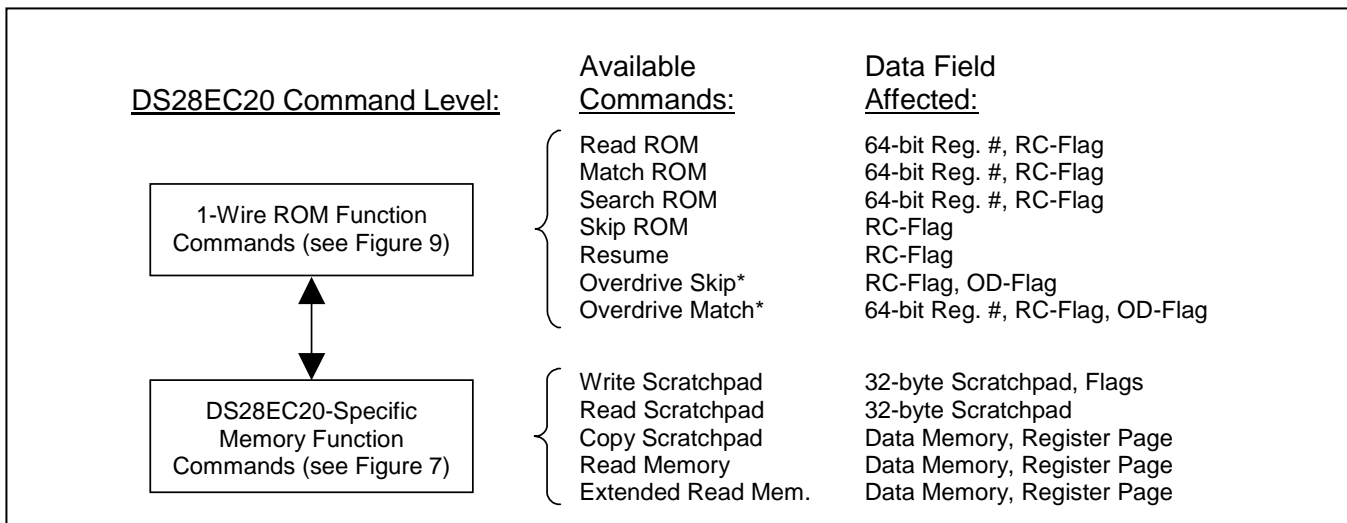 DS28EC20 Command Level:
Available Commands:
Data Field Affected:
1-Wire ROM Function
Commands (see Figure 9)
Read ROM 64-bit Reg. #, RC-Flag
Match ROM 64-bit Reg. #, RC-Flag
Search ROM 64-bit Reg. #, RC-Flag
Skip ROM RC-Flag
Resume RC-Flag
Overdrive Skip* RC-Flag, OD-Flag
Overdrive Match* 64-bit Reg. #, RC-Flag, OD-Flag
DS28EC20-Specific
Memory Function
Commands (see Figure 7)
Write Scratchpad 32-byte Scratchpad, Flags
Read Scratchpad 32-byte Scratchpad
Copy Scratchpad Data Memory, Register Page
Read Memory Data Memory, Register Page
Extended Read Mem. Data Memory, Register Page